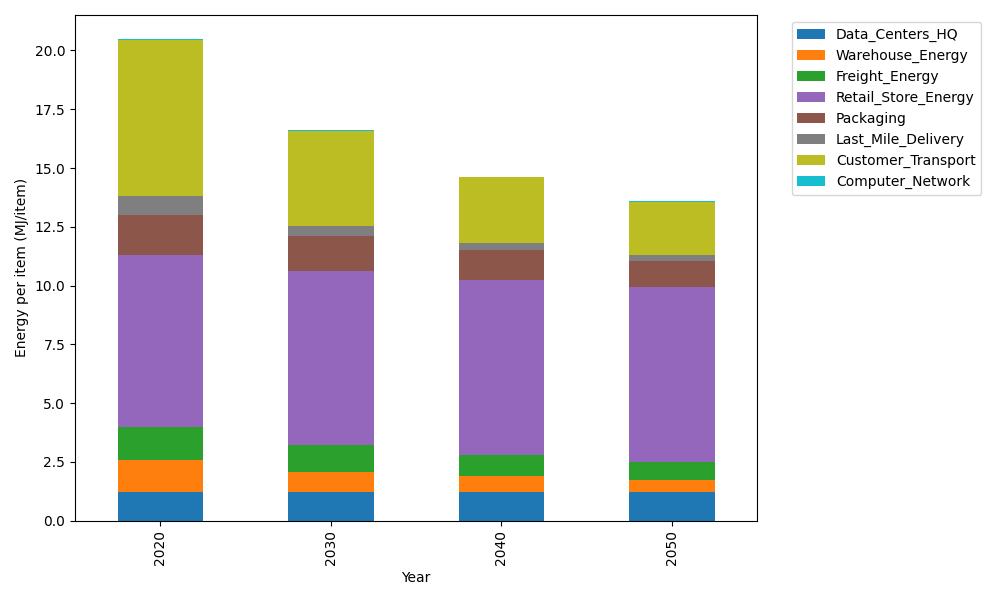 20.0
17.5
15.0
12.5
10.0
7.5
5.0
2.5
0.0
Energy per item (MJ/item)
2020
2030
2040
2050
Year
Data_Centers_HQ
Warehouse_Energy
Freight_Energy
Retail_Store_Energy
Packaging
Last_Mile_Delivery
Customer_Transport
Computer_Network